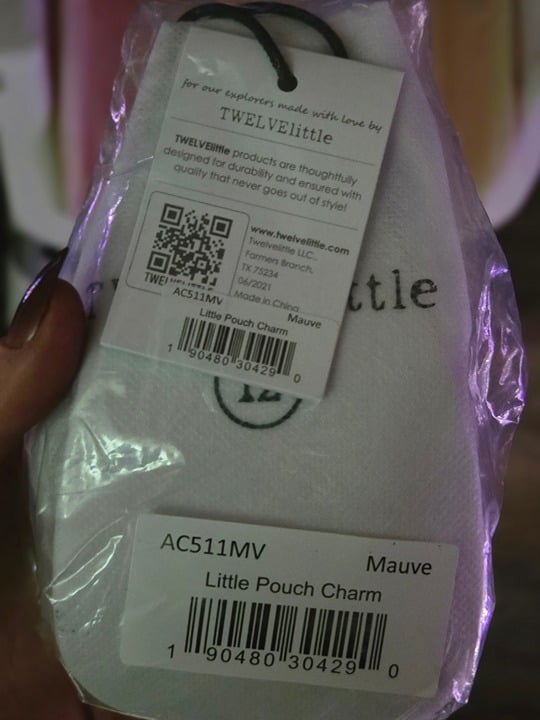 for our explorers made with love by
TWELVElittle
TWELVElittle products are thoughtfully
designed for durability and ensured with
quality that never goes out of style!
www.twelvelittle.com
Twelvelittle LLC.,
Farmers Branch,
TX 75234
06/2021
Made in China
AC511MV
Mauve
Little Pouch Charm
1 90480 30429 0
ttle
12
AC511MV
Mauve
Little Pouch Charm
1 90480 30429 0